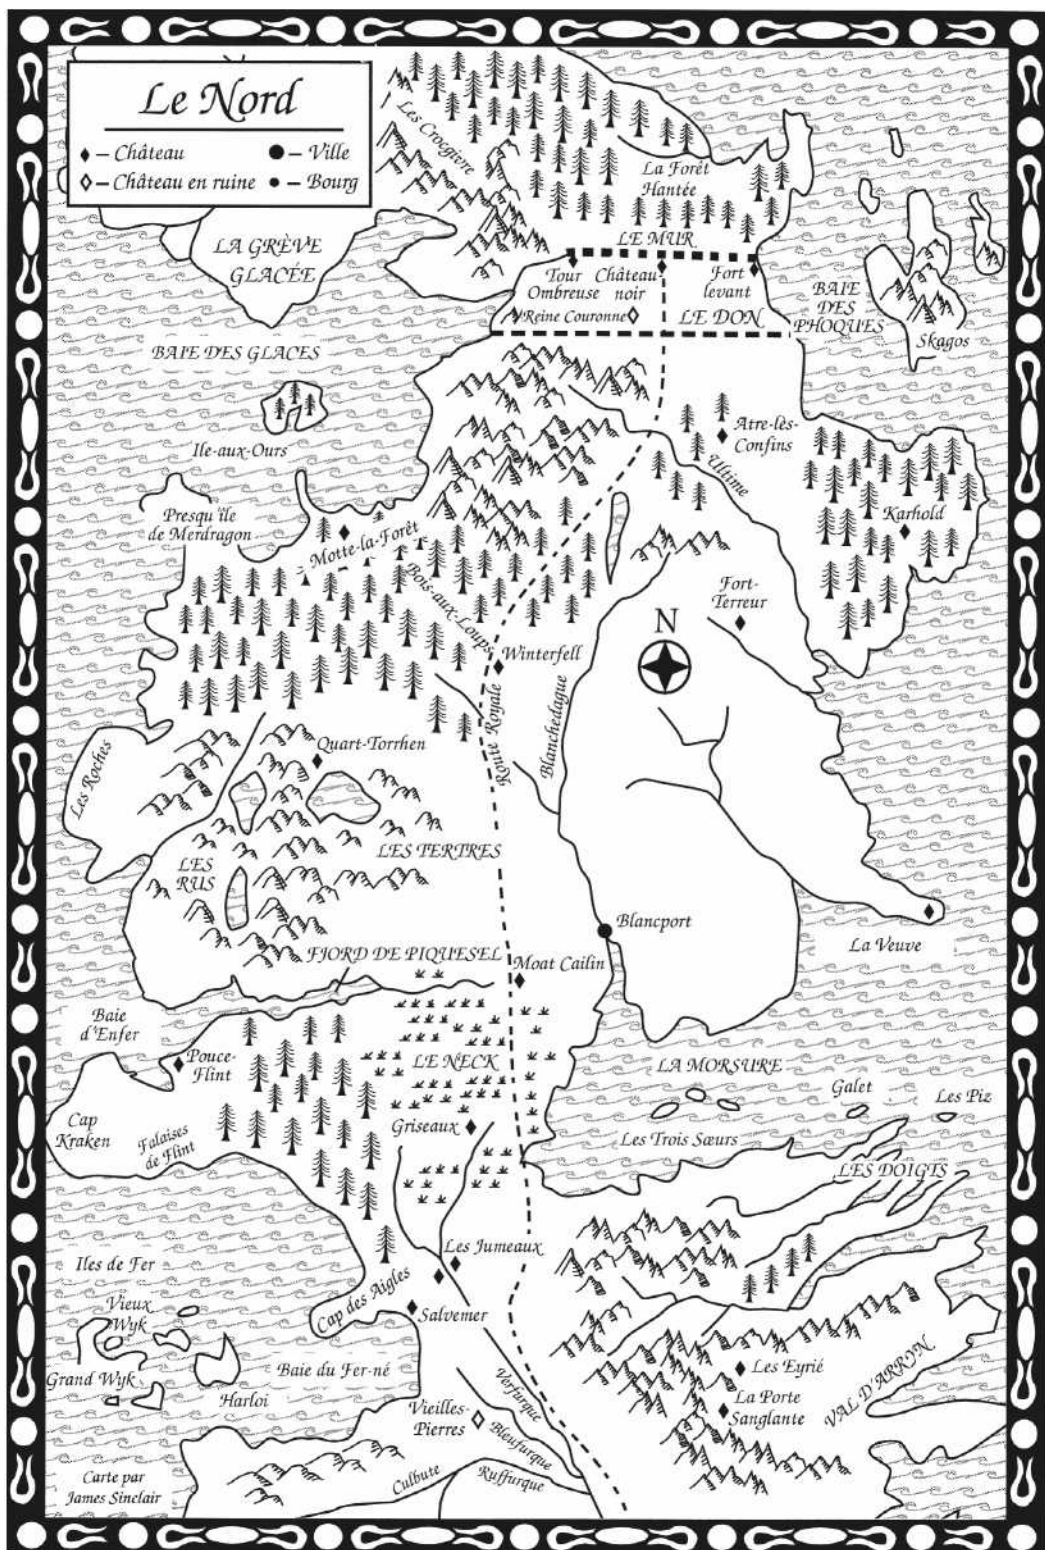 Le Nord
– Château
– Ville
– Château en ruine
– Bourg
Les Crocgivre
La Forêt
Hantée
LA GRÈVE
GLACÉE
LE MUR
Tour
Ombreuse
Château
noir
Fort
levant
Reine Couronne
LE DON
BAIE
DES
PHOQUES
Skagos
BAIE DES GLACES
Ile-aux-Ours
Atre-lès-
Confins
Ultime
Presqu'île
de Merdragon
Motte-la-Forêt
Karhold
Bois-aux-Loups
Fort-
Terreur
N
Winterfell
Route Royale
Blanchedague
Les Roches
Quart-Torrhen
LES TERTRES
LES
RUS
Blancport
La Veuve
FJORD DE PIQUESEL
Moat Cailin
Baie
d'Enfer
Pouce-
Flint
LE NECK
LA MORSURE
Galet
Les Piz
Cap
Kraken
Falaises
de Flint
Griseaux
Les Trois Sœurs
LES DOIGTS
Les Jumeaux
Iles de Fer
Cap des Aigles
Salvemer
Vieux
Wyk
Grand Wyk
Harloi
Baie du Fer-né
Verfurque
Les Eyrié
La Porte
Sanglante
VAL D'ARRYN
Vieilles-
Pierres
Bleufurque
Culbute
Ruffurque
Carte par
James Sinclair